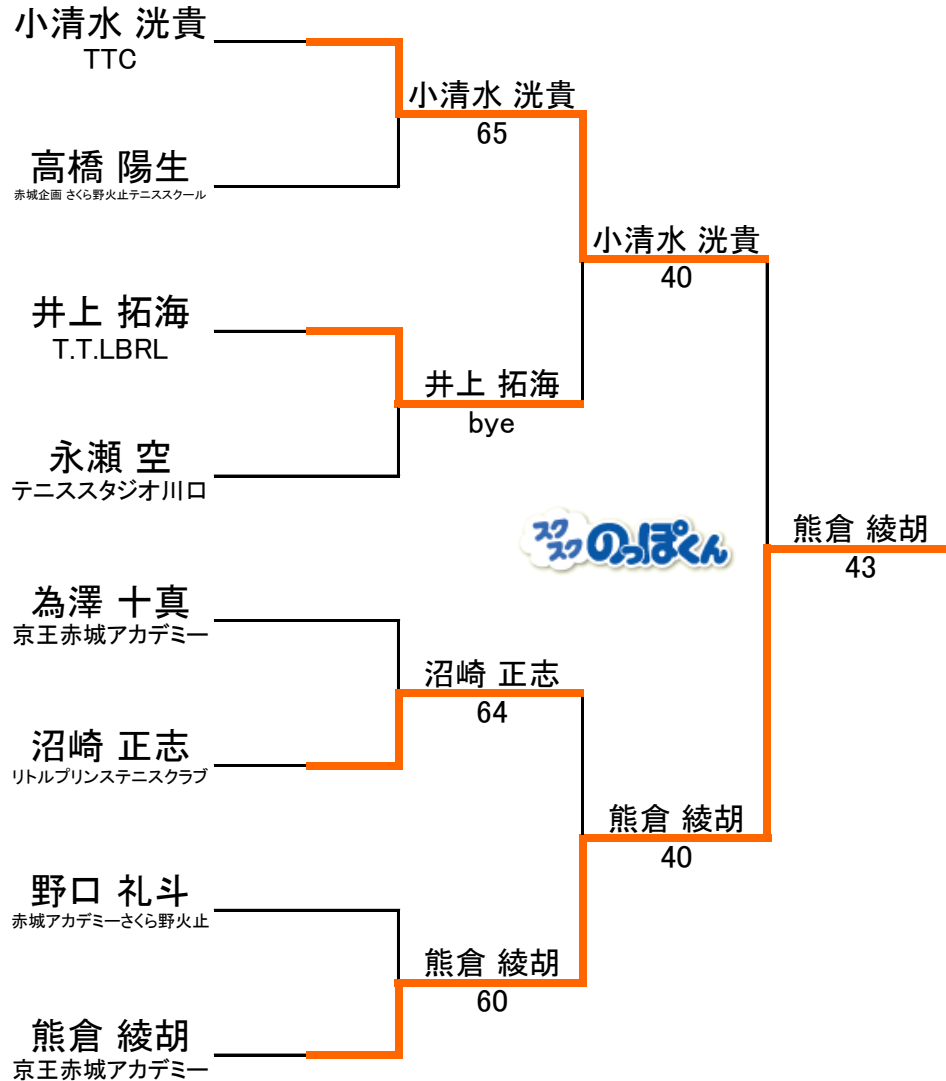 小清水 洸貴
TTC
小清水 洸貴
65
高橋 陽生
赤城企画 さくら野火止テニススクール
小清水 洸貴
40
井上 拓海
T.T.LBRL
井上 拓海
bye
永瀬 空
テニススタジオ川口
スクスク のっぽくん
熊倉 綾胡
43
為澤 十真
京王赤城アカデミー
沼崎 正志
64
沼崎 正志
リトルプリンステニスクラブ
熊倉 綾胡
40
野口 礼斗
赤城アカデミーさくら野火止
熊倉 綾胡
60
熊倉 綾胡
京王赤城アカデミー